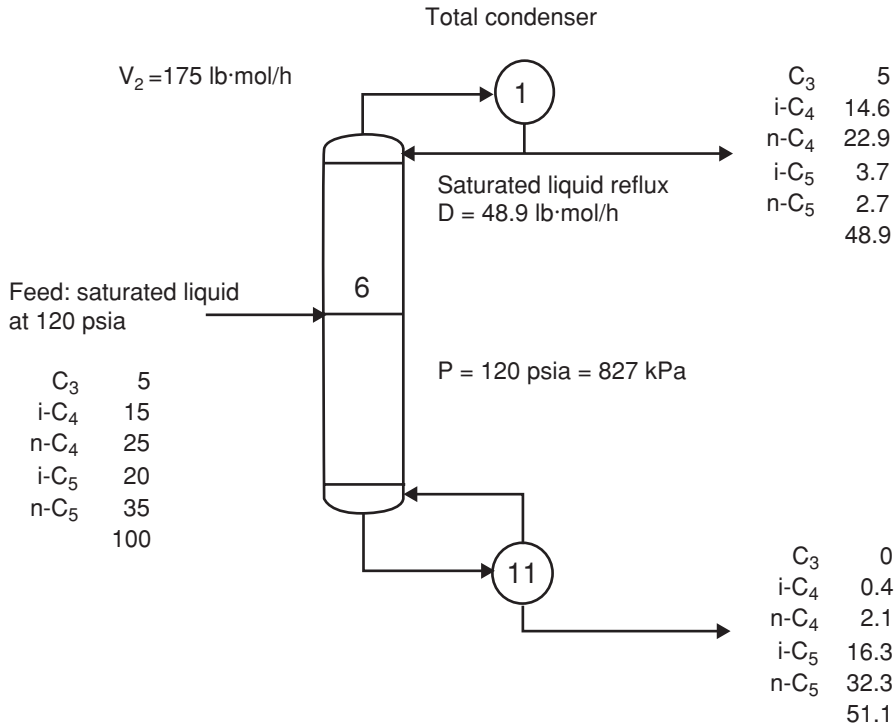 Total condenser
V₂ =175 lb·mol/h
1
C₃ 5
i-C₄ 14.6
n-C₄ 22.9
i-C₅ 3.7
n-C₅ 2.7
48.9
Saturated liquid reflux
D = 48.9 lb·mol/h
6
Feed: saturated liquid
at 120 psia
P = 120 psia = 827 kPa
C₃ 5
i-C₄ 15
n-C₄ 25
i-C₅ 20
n-C₅ 35
100
11
C₃ 0
i-C₄ 0.4
n-C₄ 2.1
i-C₅ 16.3
n-C₅ 32.3
51.1